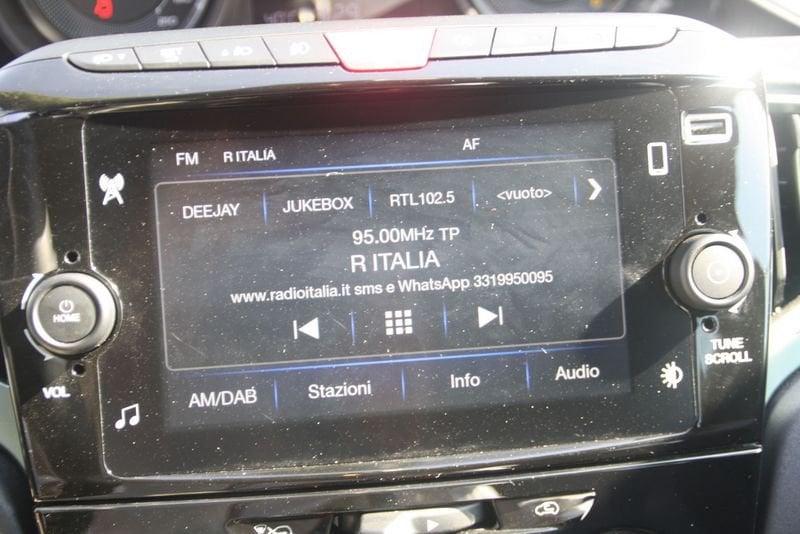 SET
FM R ITALIA AF
DEEJAY JUKEBOX RTL102.5 <vuoto>
95.00MHz TP
R ITALIA
www.radioitalia.it sms e WhatsApp 3319950095
HOME
VOL
TUNE
SCROLL
AM/DAB Stazioni Info Audio